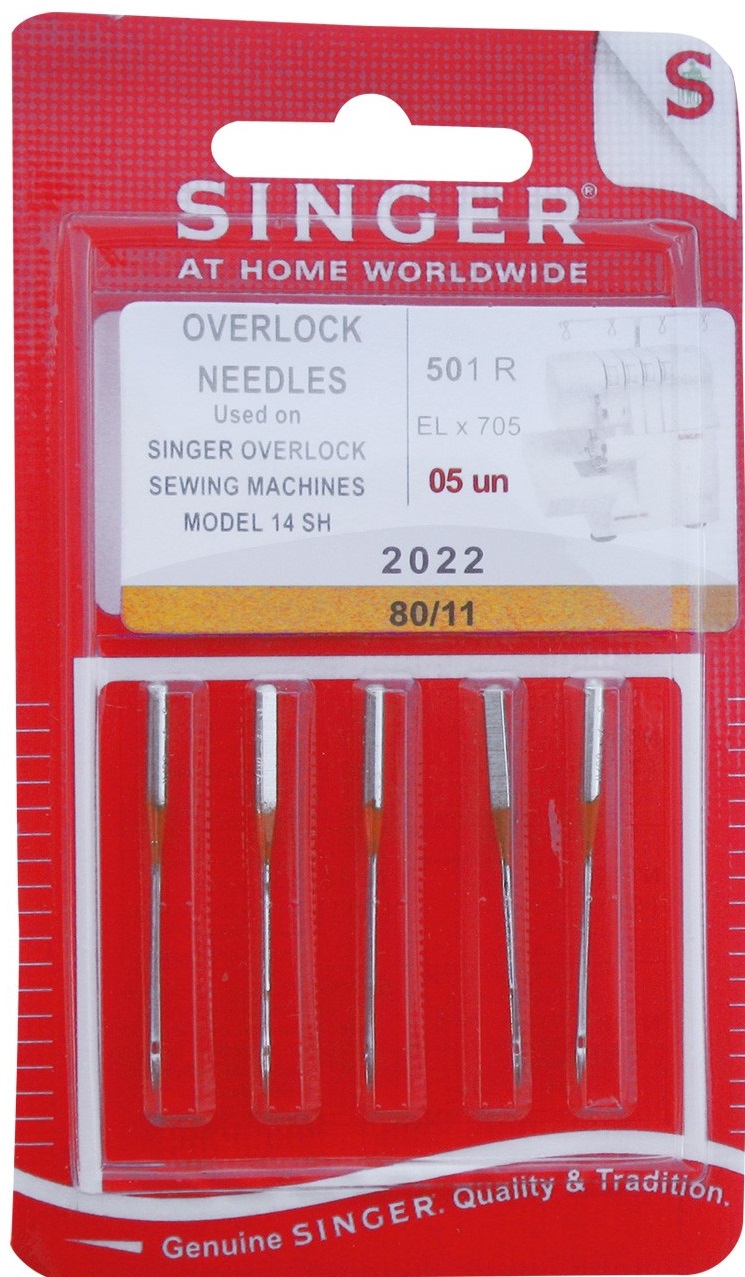 S
SINGER®
AT HOME WORLDWIDE
OVERLOCK
NEEDLES
Used on
SINGER OVERLOCK
SEWING MACHINES
MODEL 14 SH
501 R
EL x 705
05 un
2022
80/11
Genuine SINGER. Quality & Tradition.